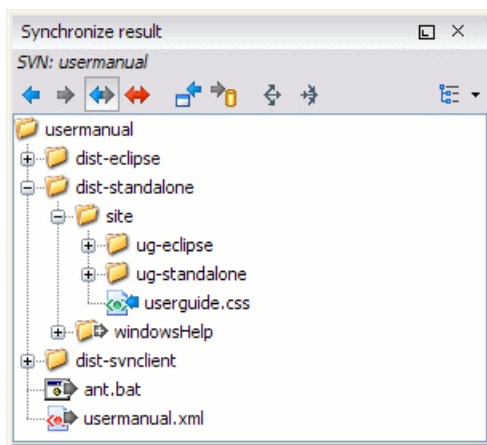 Synchronize result
SVN: usermanual
usermanual
dist-eclipse
dist-standalone
site
ug-eclipse
ug-standalone
userguide.css
windowsHelp
dist-svnclient
ant.bat
usermanual.xml